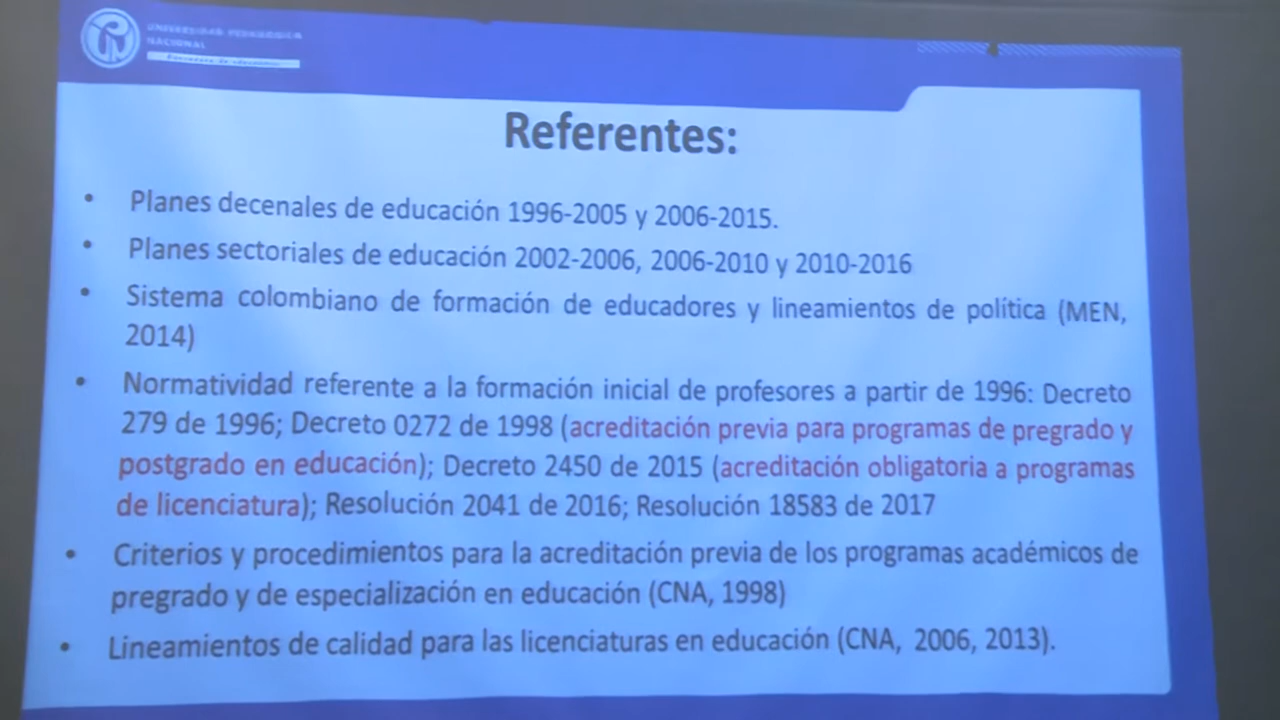 UNIVERSIDAD PEDAGOGICA
NACIONAL
Referentes:
• Planes decenales de educación 1996-2005 y 2006-2015.
• Planes sectoriales de educación 2002-2006, 2006-2010 y 2010-2016
• Sistema colombiano de formación de educadores y lineamientos de política (MEN,
2014)
• Normatividad referente a la formación inicial de profesores a partir de 1996: Decreto
279 de 1996; Decreto 0272 de 1998 (acreditación previa para programas de pregrado y
postgrado en educación); Decreto 2450 de 2015 (acreditación obligatoria a programas
de licenciatura); Resolución 2041 de 2016; Resolución 18583 de 2017
• Criterios y procedimientos para la acreditación previa de los programas académicos de
pregrado y de especialización en educación (CNA, 1998)
• Lineamientos de calidad para las licenciaturas en educación (CNA, 2006, 2013).